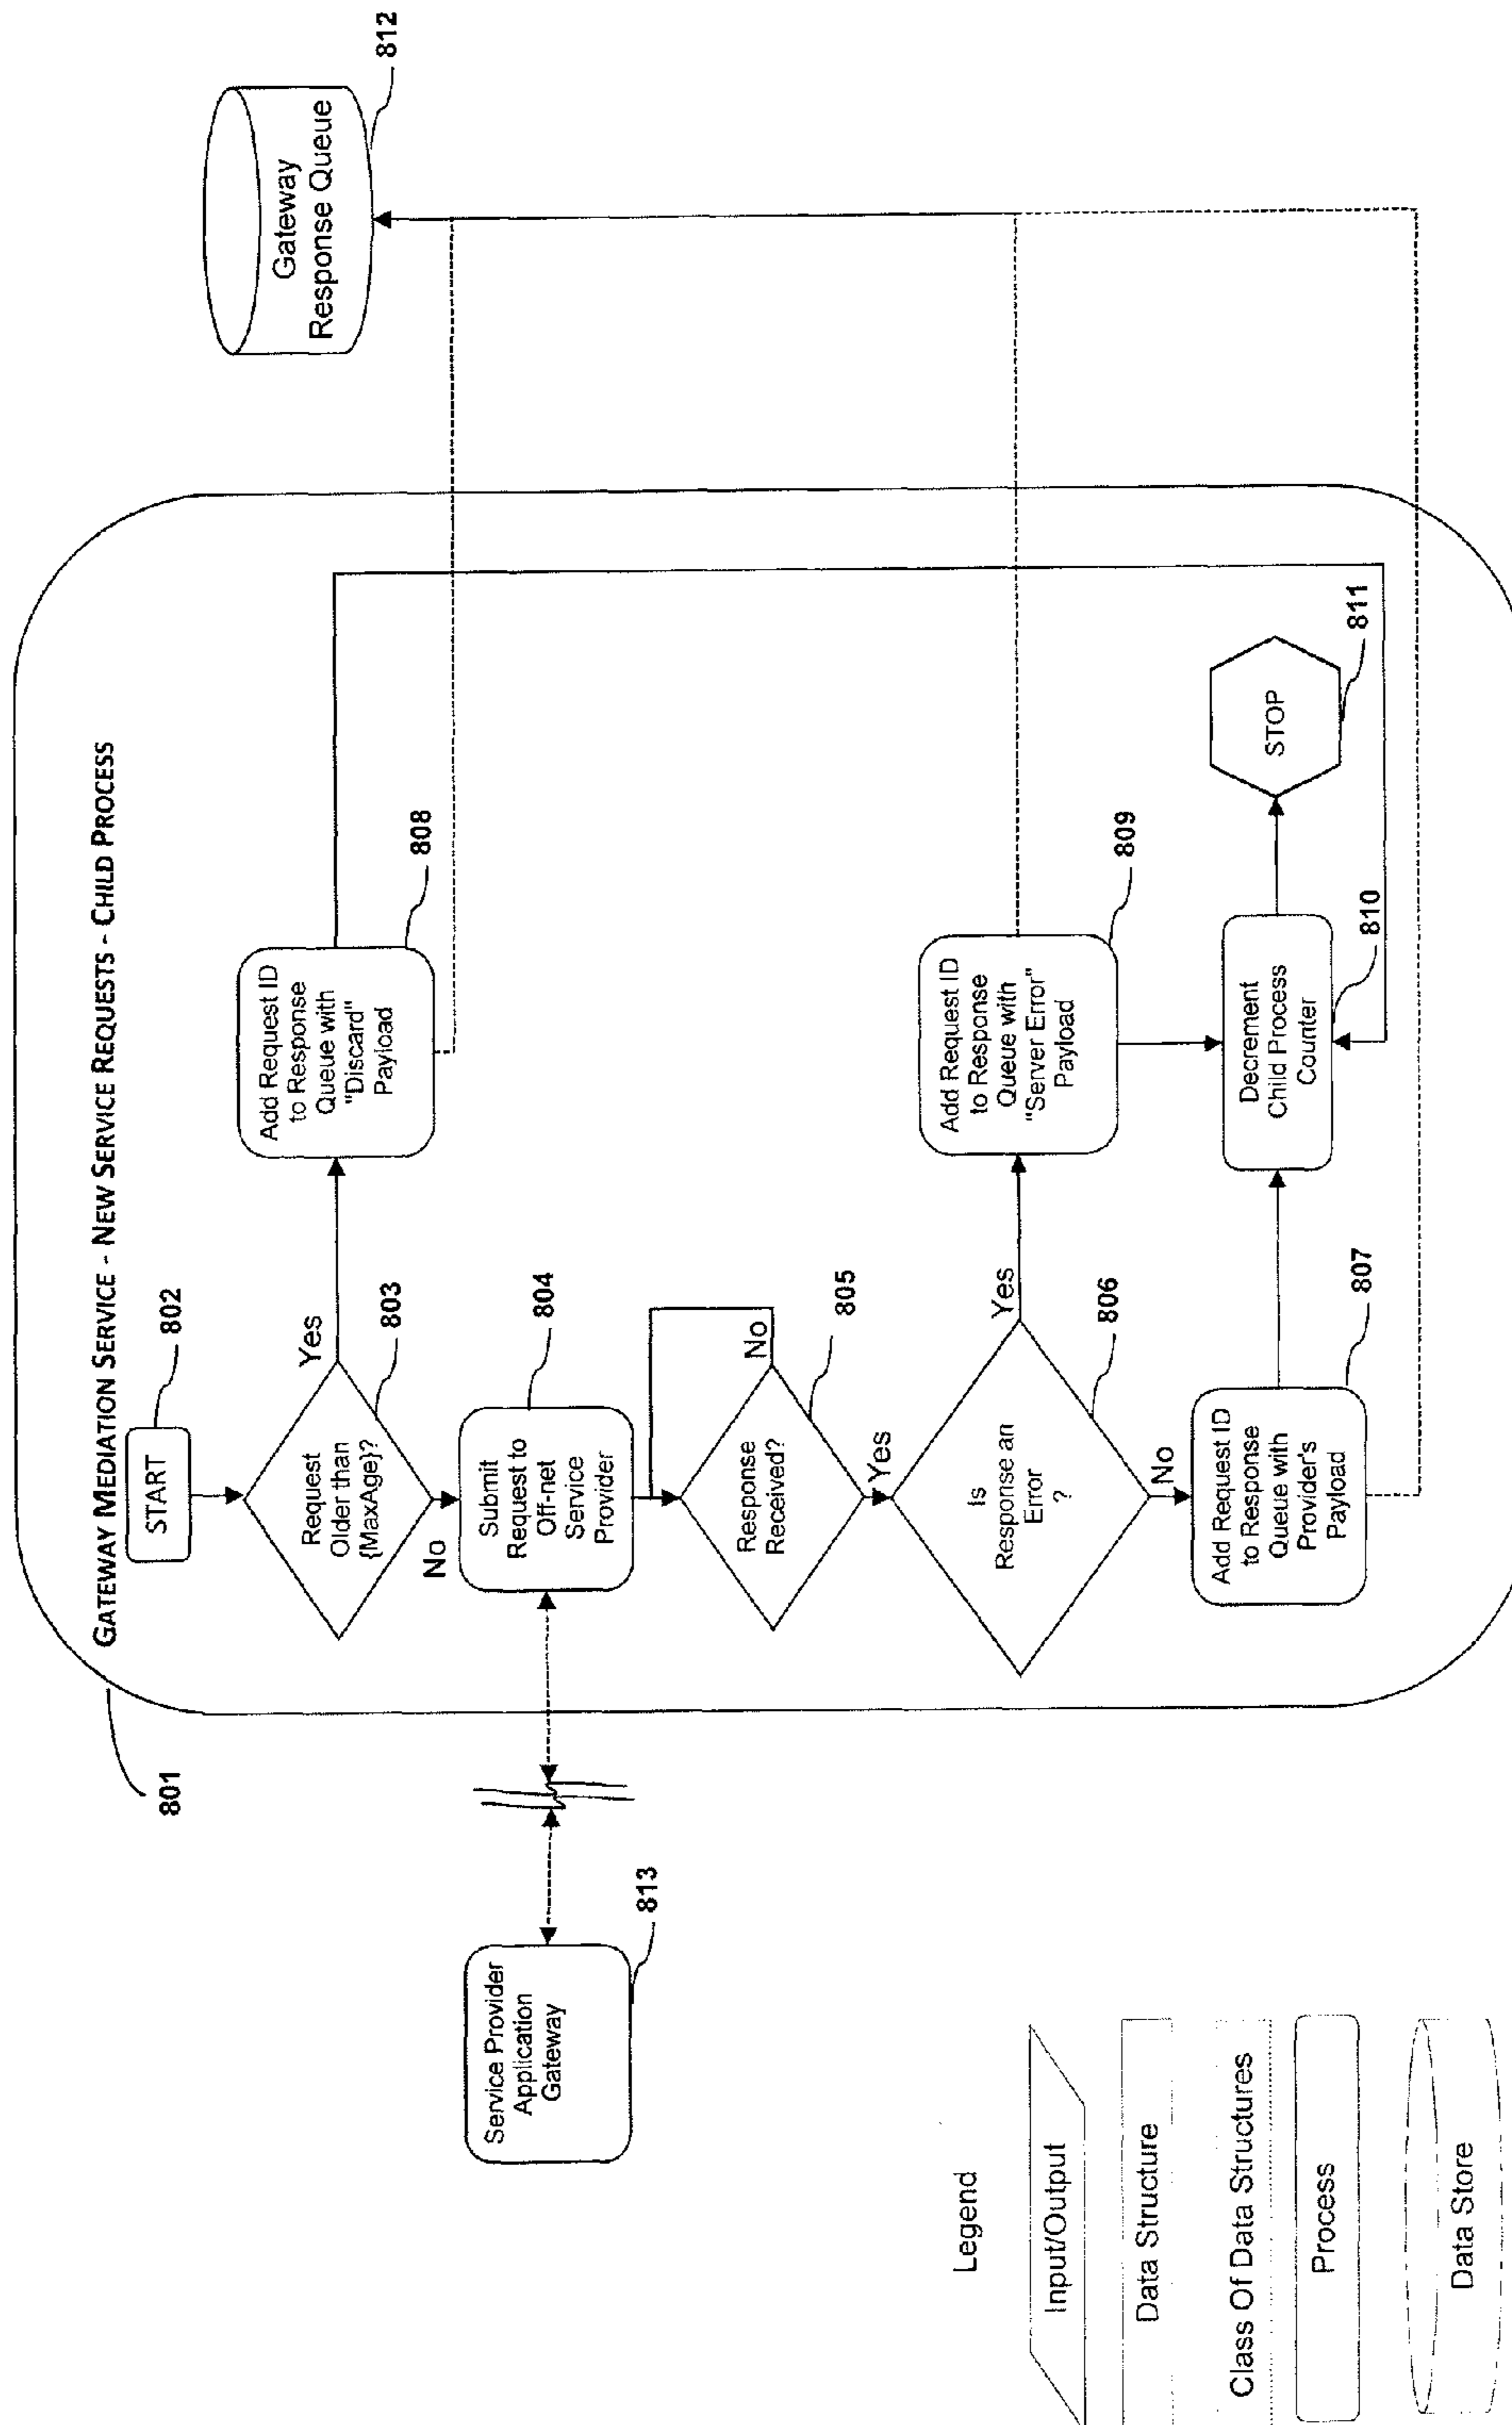 GATEWAY MEDIATION SERVICE - NEW SERVICE REQUESTS - CHILD PROCESS
801
START
802
Request
Older than
{MaxAge}?
803
Yes
No
Add Request ID
to Response
Queue with
"Discard"
Payload
808
Gateway
Response Queue
812
Service Provider
Application
Gateway
813
Submit
Request to
Off-net
Service
Provider
804
Response
Received?
805
No
Yes
Is
Response an
Error
?
806
Yes
No
Add Request ID
to Response
Queue with
"Server Error"
Payload
809
Add Request ID
to Response
Queue with
Provider's
Payload
807
Decrement
Child Process
Counter
810
STOP
811
Legend
Input/Output
Data Structure
Class Of Data Structures
Process
Data Store